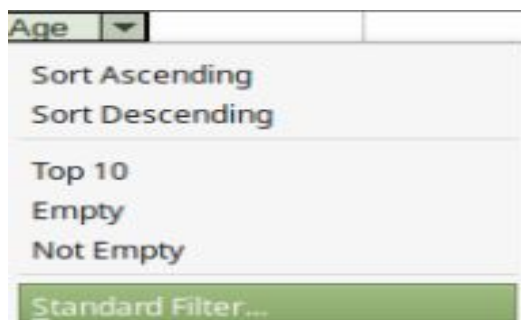 Age
Sort Ascending
Sort Descending
Top 10
Empty
Not Empty
Standard Filter...